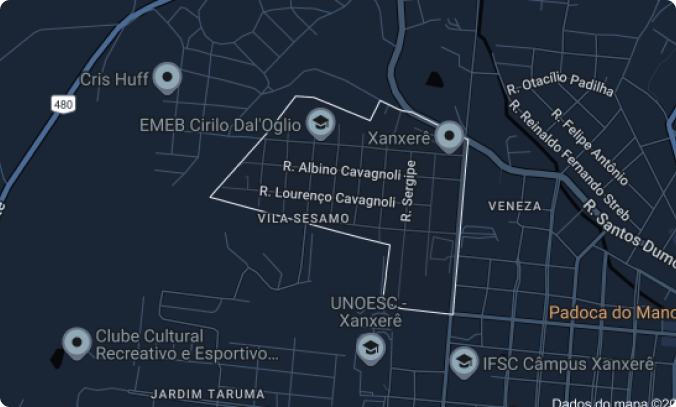 R. Otacílio Padilha
Cris Huff
480
R. Felipe Antônio
R. Reinaldo Fernando Streb
EMEB Cirilo Dal'Oglio
Xanxerê
R. Albino Cavagnoli
R. Sergipe
R. Lourenço Cavagnoli
VENEZA
VILA-SESAMO
R. Santos Dumo
UNOESC -
Xanxerê
Padoca do Mano
Clube Cultural
Recreativo e Esportivo...
IFSC Câmpus Xanxerê
JARDIM TARUMA
Dados do mapa ©20